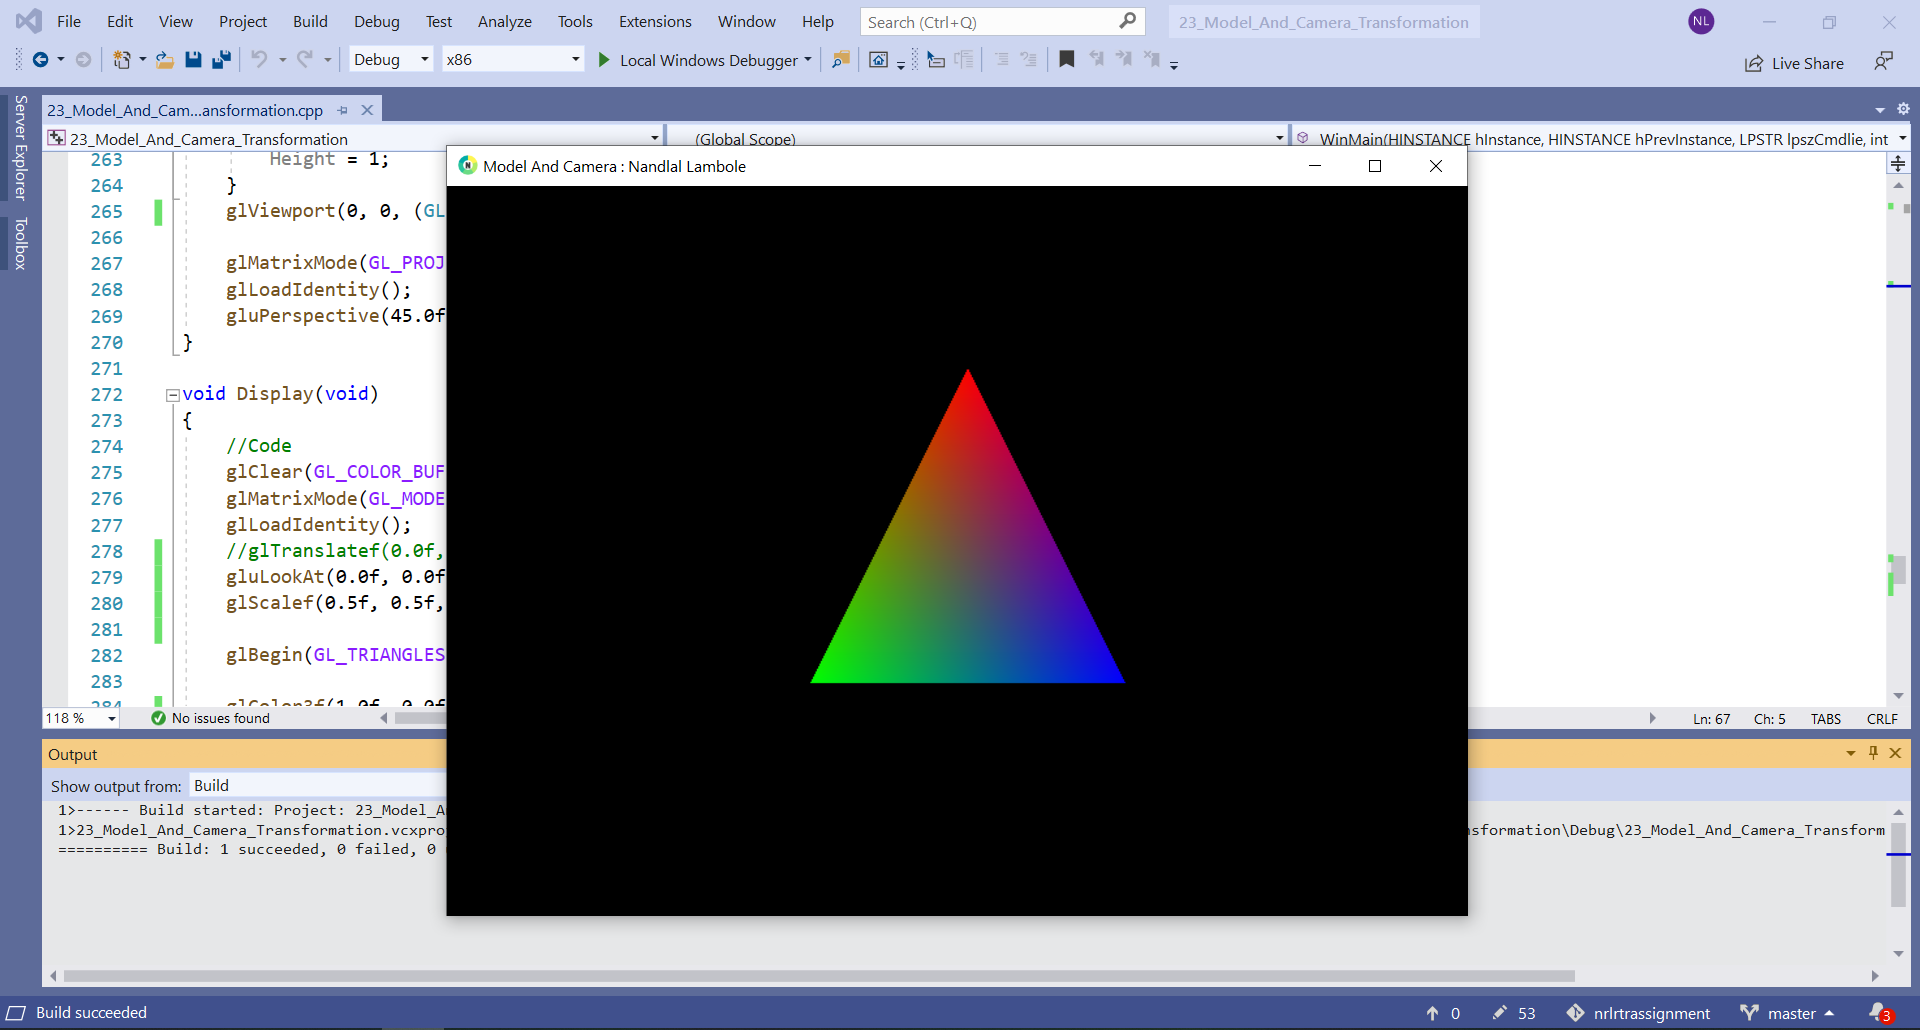 File Edit View Project Build Debug Test Analyze Tools Extensions Window Help Search (Ctrl+Q) 23_Model_And_Camera_Transformation NL
Debug x86 Local Windows Debugger Live Share
Server Explorer
Toolbox
23_Model_And_Cam...ansformation.cpp
23_Model_And_Camera_Transformation (Global Scope) WinMain(HINSTANCE hInstance, HINSTANCE hPrevInstance, LPSTR lpszCmdlie, int
263 Height = 1;
264 }
265 glViewport(0, 0, (GL
266
267 glMatrixMode(GL_PROJ
268 glLoadIdentity();
269 gluPerspective(45.0f
270 }
271
272 void Display(void)
273 {
274 //Code
275 glClear(GL_COLOR_BUF
276 glMatrixMode(GL_MODE
277 glLoadIdentity();
278 //glTranslatef(0.0f,
279 gluLookAt(0.0f, 0.0f
280 glScalef(0.5f, 0.5f,
281
282 glBegin(GL_TRIANGLES
283
284 glColor3f(1.0f, 0.0f
Model And Camera : Nandlal Lambole
118 % No issues found Ln: 67 Ch: 5 TABS CRLF
Output
Show output from: Build
1>------ Build started: Project: 23_Model_A
1>23_Model_And_Camera_Transformation.vcxpro nsformation\Debug\23_Model_And_Camera_Transform
========== Build: 1 succeeded, 0 failed, 0
Build succeeded 0 53 nrlrtrassignment master 3